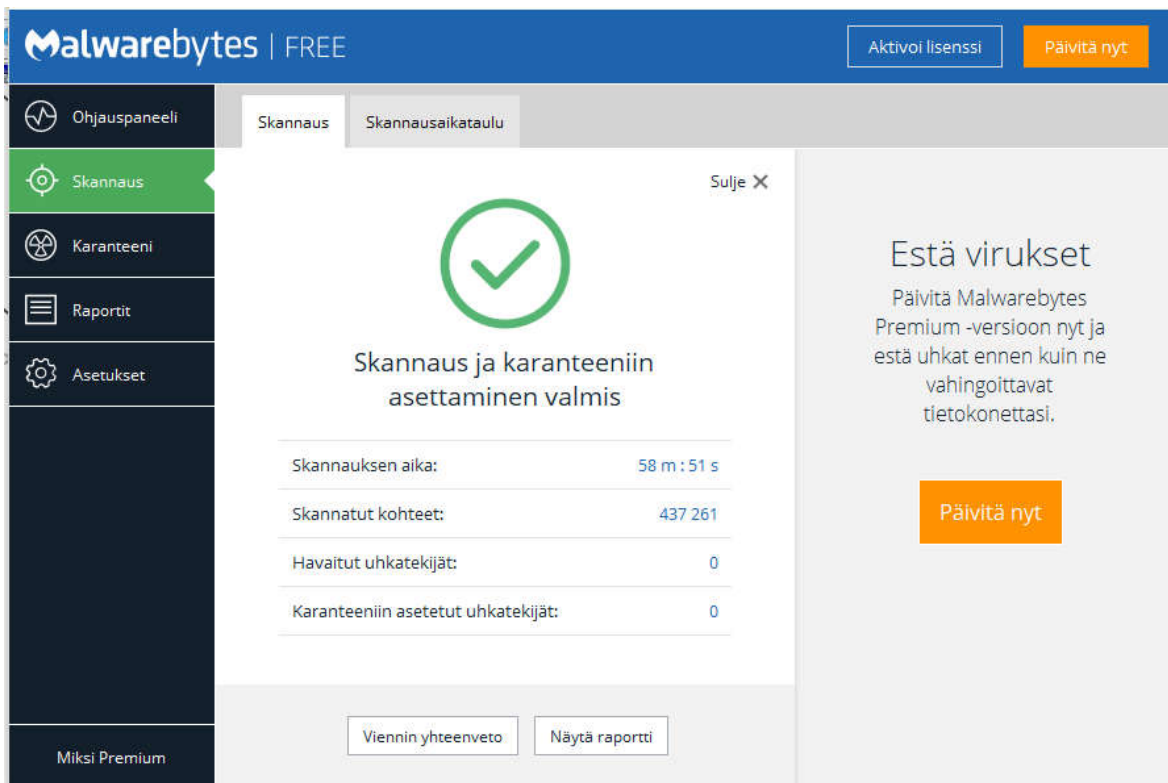 Malwarebytes | FREE
Aktivoi lisenssi
Päivitä nyt
Ohjauspaneeli
Skannaus
Karanteeni
Raportit
Asetukset
Miksi Premium
Skannaus
Skannausaikataulu
Sulje
Skannaus ja karanteeniin
asettaminen valmis
Skannauksen aika: 58 m : 51 s
Skannatut kohteet: 437 261
Havaitut uhkatekijät: 0
Karanteeniin asetetut uhkatekijät: 0
Viennin yhteenveto
Näytä raportti
Estä virukset
Päivitä Malwarebytes
Premium -versioon nyt ja
estä uhkat ennen kuin ne
vahingoittavat
tietokonettasi.
Päivitä nyt